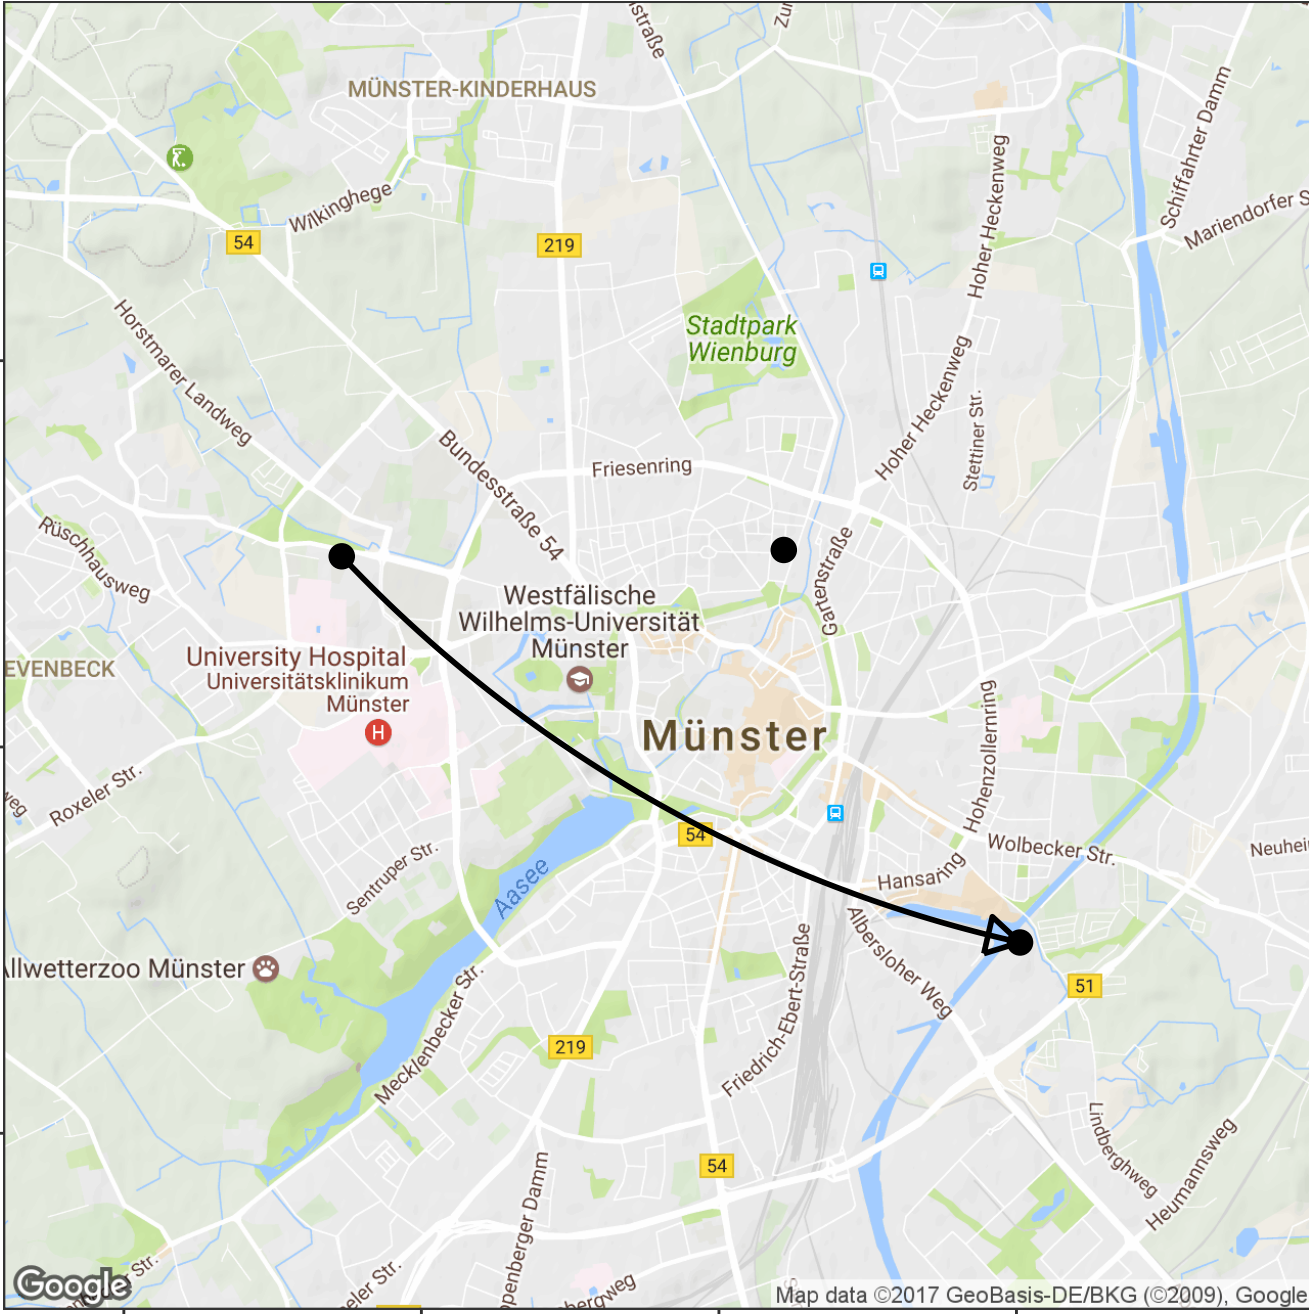 MÜNSTER-KINDERHAUS
Schiffahrter Damm
Hoher Heckenweg
Wilkinghege
Mariendorfer S
54
219
Stadtpark
Wienburg
Horstmarer Landweg
Hoher Heckenweg
Stettiner Str.
Bundesstraße 54
Friesenring
Rüschhausweg
Gartenstraße
Westfälische
Wilhelms-Universität
Münster
EVENBECK
University Hospital
Universitätsklinikum
Münster
H
Münster
Hohenzollernring
Roxeler Str.
weg
54
Wolbecker Str.
Neuhei
Sentruper Str.
Hansaring
Aasee
Albersloher Weg
Allwetterzoo Münster
Mecklenbecker Str.
Friedrich-Ebert-Straße
51
219
Lindberghweg
Heumannsweg
54
Google
Map data ©2017 GeoBasis-DE/BKG (©2009), Google